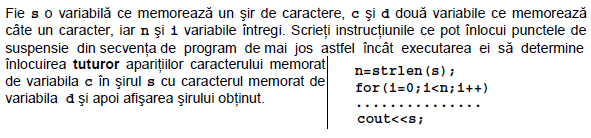 Fie s o variabilă ce memorează un şir de caractere, c şi d două variabile ce memorează
câte un caracter, iar n şi i variabile întregi. Scrieţi instrucţiunile ce pot înlocui punctele de
suspensie din secvenţa de program de mai jos astfel încât executarea ei să determine
înlocuirea tuturor apariţiilor caracterului memorat
de variabila c în şirul s cu caracterul memorat de
variabila d şi apoi afişarea şirului obţinut.
n=strlen(s);
for(i=0;i<n;i++)
...............
cout<<s;